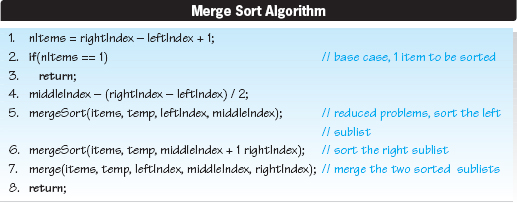 Merge Sort Algorithm
1. nItems = rightIndex – leftIndex + 1;
2. if(nItems == 1) // base case, 1 item to be sorted
3. return;
4. middleIndex – (rightIndex – leftIndex) / 2;
5. mergeSort(items, temp, leftIndex, middleIndex); // reduced problems, sort the left
// sublist
6. mergeSort(items, temp, middleIndex + 1 rightIndex); // sort the right sublist
7. merge(items, temp, leftIndex, middleIndex, rightIndex); // merge the two sorted sublists
8. return;